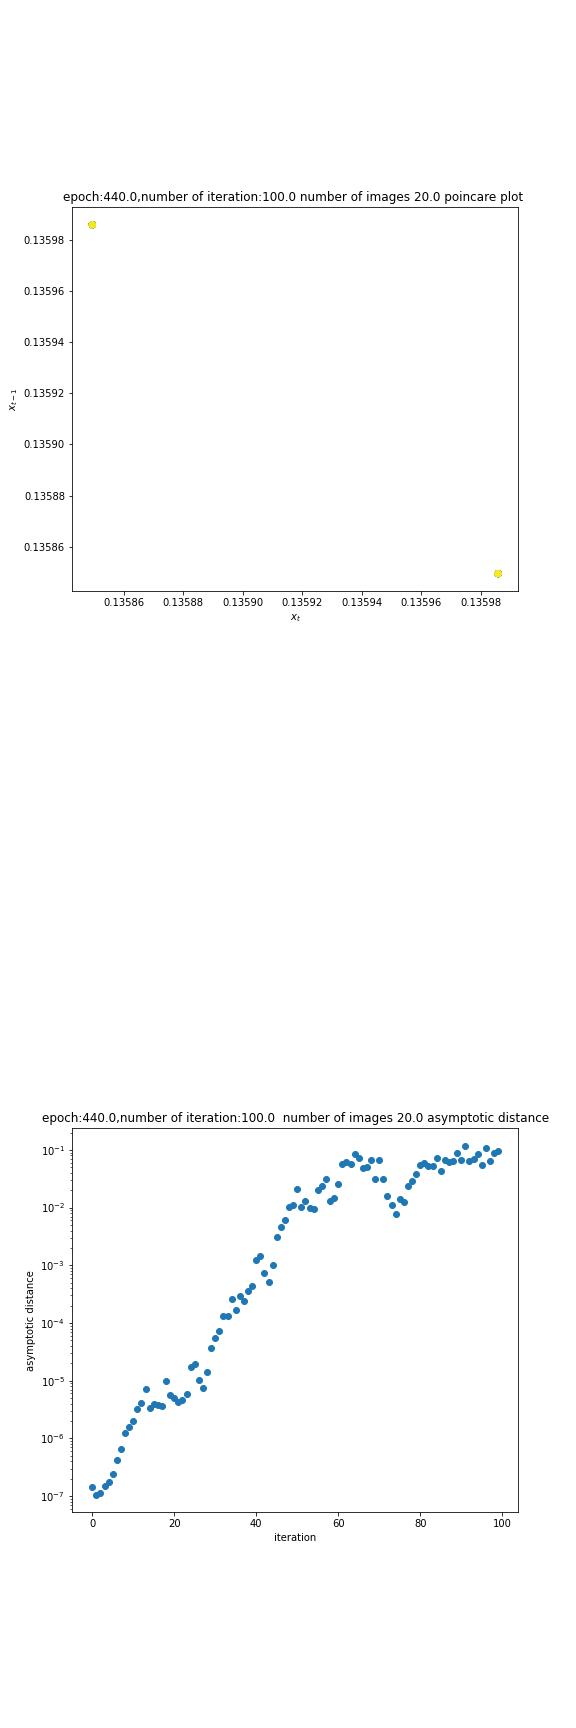 epoch:440.0,number of iteration:100.0 number of images 20.0 poincare plot
0.13598
0.13596
0.13594
0.13592
0.13590
0.13588
0.13586
x_{t-1}
0.13586 0.13588 0.13590 0.13592 0.13594 0.13596 0.13598
x_t
epoch:440.0,number of iteration:100.0  number of images 20.0 asymptotic distance
10^{-1}
10^{-2}
10^{-3}
10^{-4}
10^{-5}
10^{-6}
10^{-7}
asymptotic distance
0 20 40 60 80 100
iteration